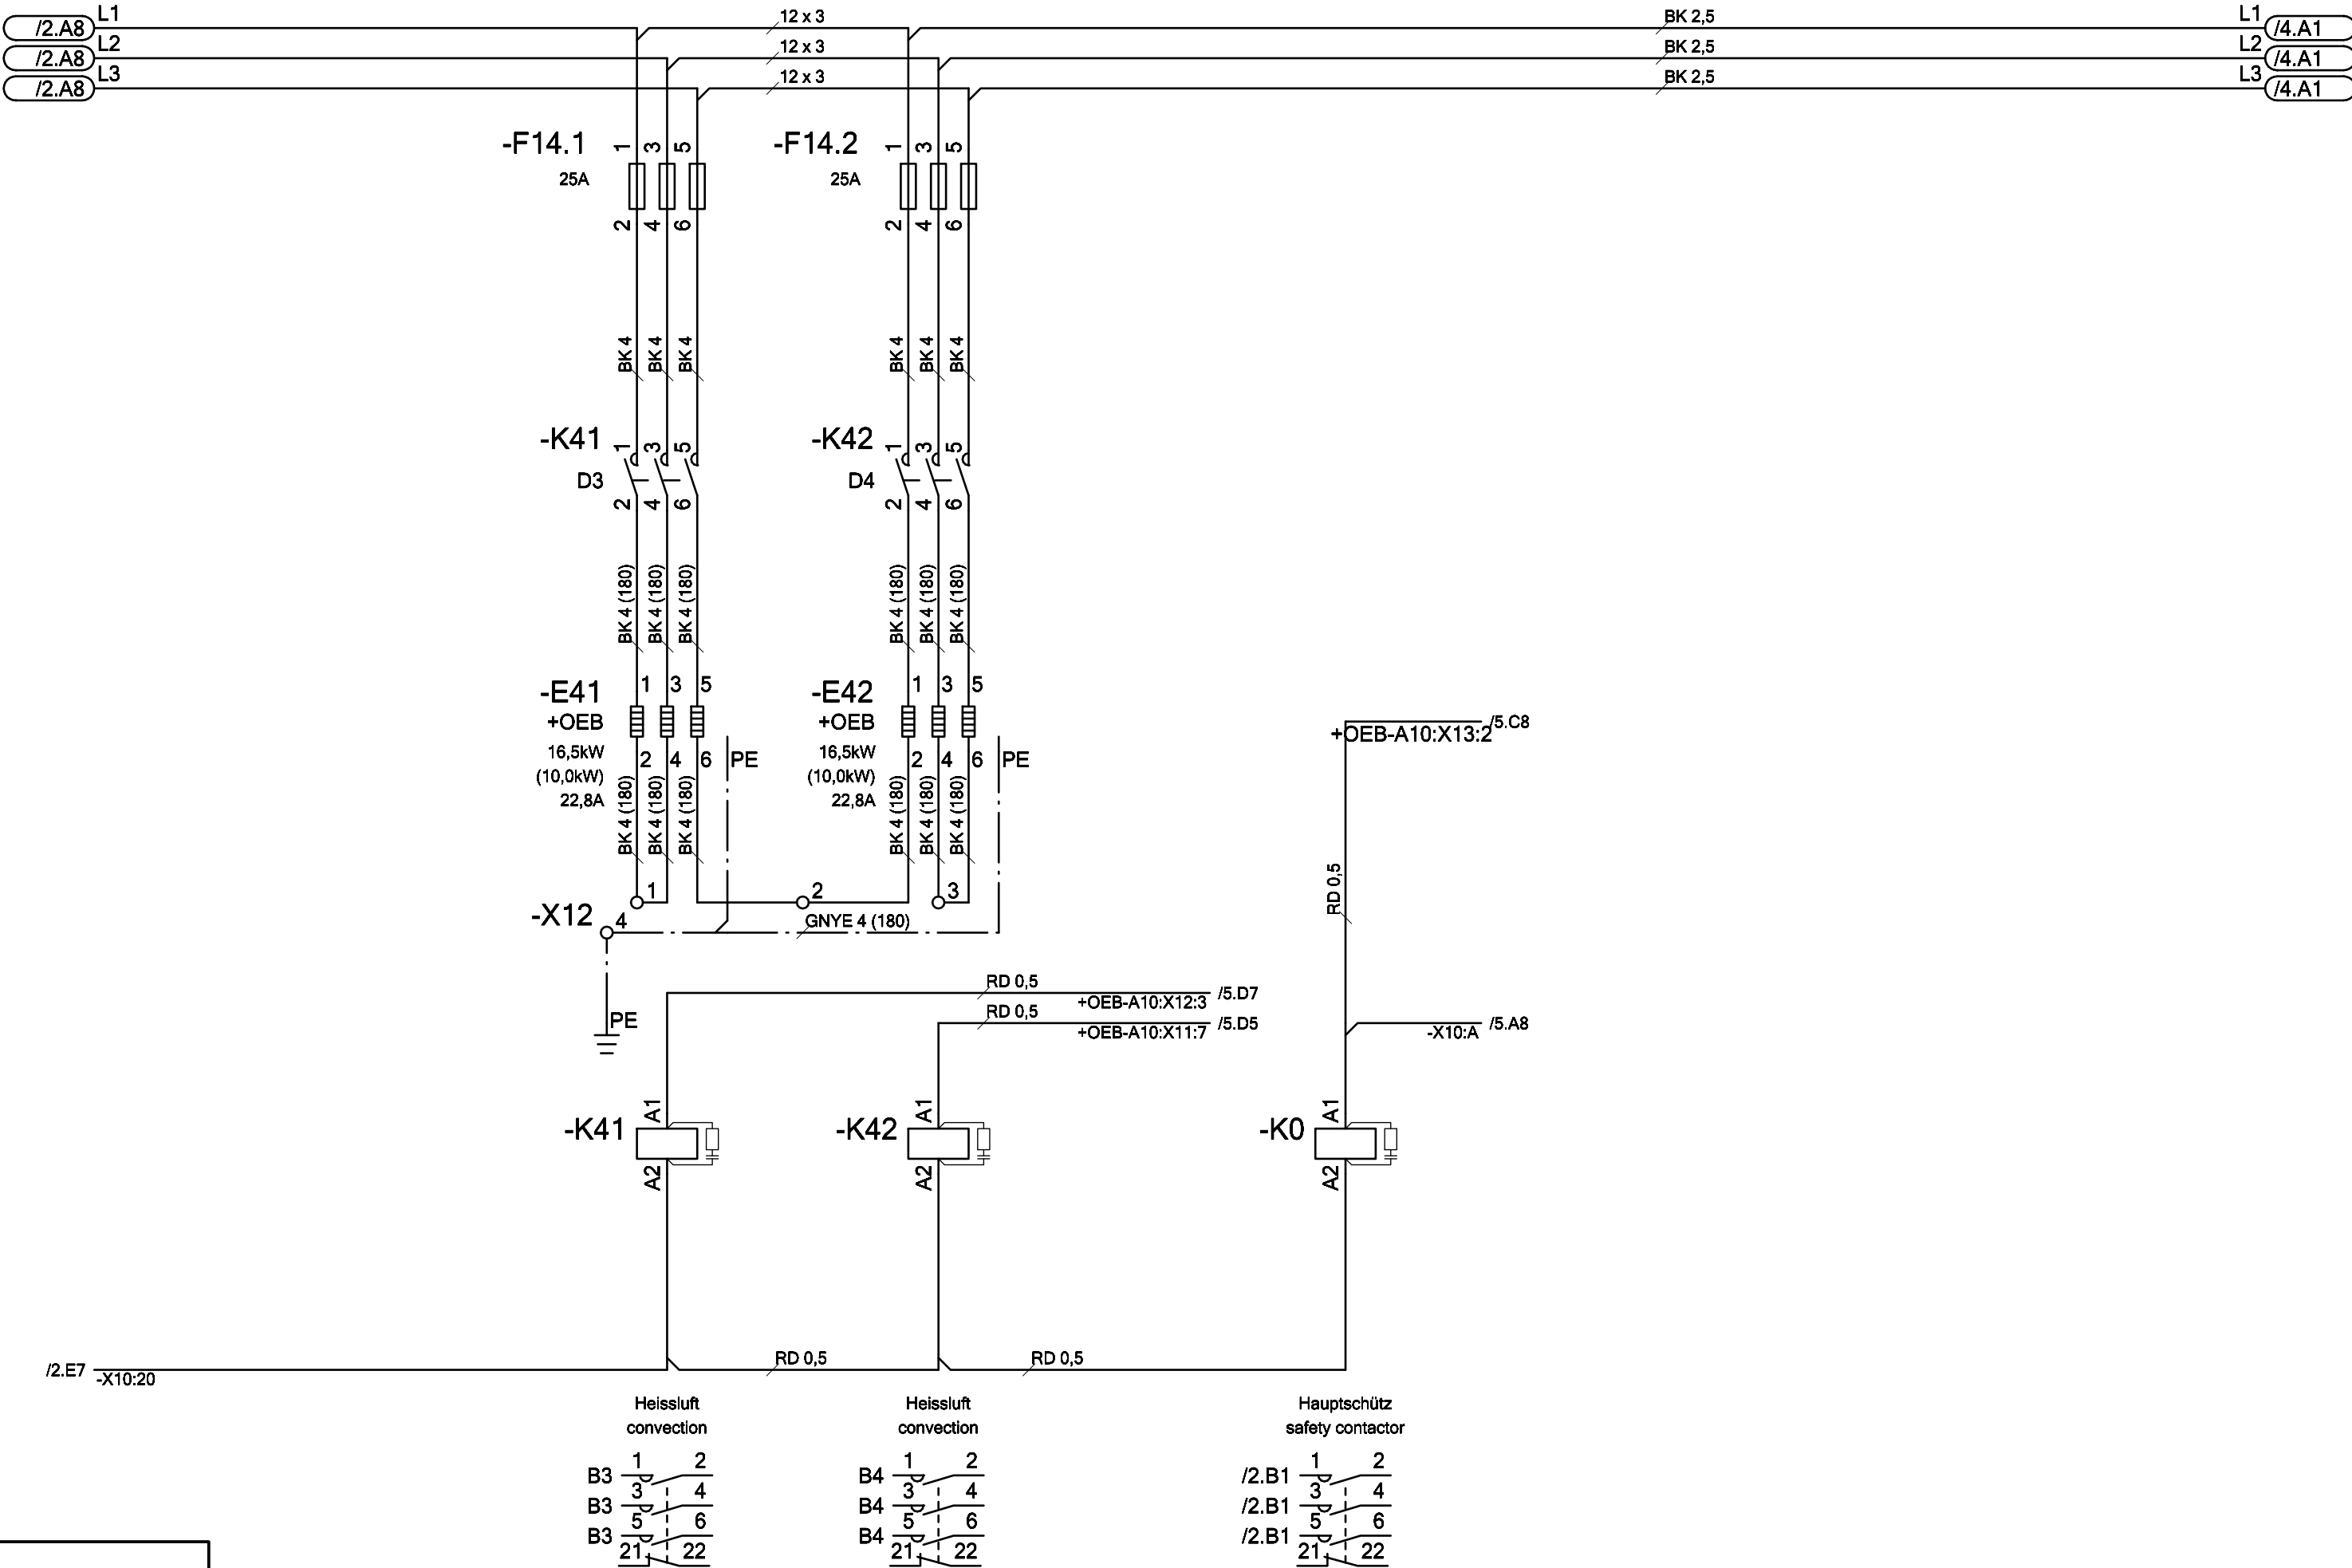 L1 12 x 3 BK 2,5 L1
/2.A8 /4.A1
L2 12 x 3 BK 2,5 L2
/2.A8 /4.A1
L3 12 x 3 BK 2,5 L3
/2.A8 /4.A1
-F14.1 1 3 5 -F14.2 1 3 5
25A 25A
2 4 6 2 4 6
BK 4 BK 4 BK 4 BK 4 BK 4 BK 4
-K41 1 3 5 -K42 1 3 5
D3 D4
2 4 6 2 4 6
BK 4 (180) BK 4 (180) BK 4 (180) BK 4 (180) BK 4 (180) BK 4 (180)
-E41 1 3 5 -E42 1 3 5
+OEB +OEB /5.C8
+OEB-A10:X13:2
16,5kW 2 4 6 PE 16,5kW 2 4 6 PE
(10,0kW) (10,0kW)
22,8A 22,8A
BK 4 (180) BK 4 (180) BK 4 (180) BK 4 (180) BK 4 (180) BK 4 (180)
RD 0,5
1 2 3
-X12 4 GNYE 4 (180)
RD 0,5 /5.D7
+OEB-A10:X12:3
PE RD 0,5 /5.D5 /5.A8
+OEB-A10:X11:7 -X10:A
A1 A1 A1
-K41 -K42 -K0
A2 A2 A2
RD 0,5 RD 0,5
/2.E7 -X10:20
Heissluft Heissluft Hauptschütz
convection convection safety contactor
1 2 1 2 1 2
B3 B4 /2.B1
3 4 3 4 3 4
B3 B4 /2.B1
5 6 5 6 5 6
B3 B4 /2.B1
21 22 21 22 21 22